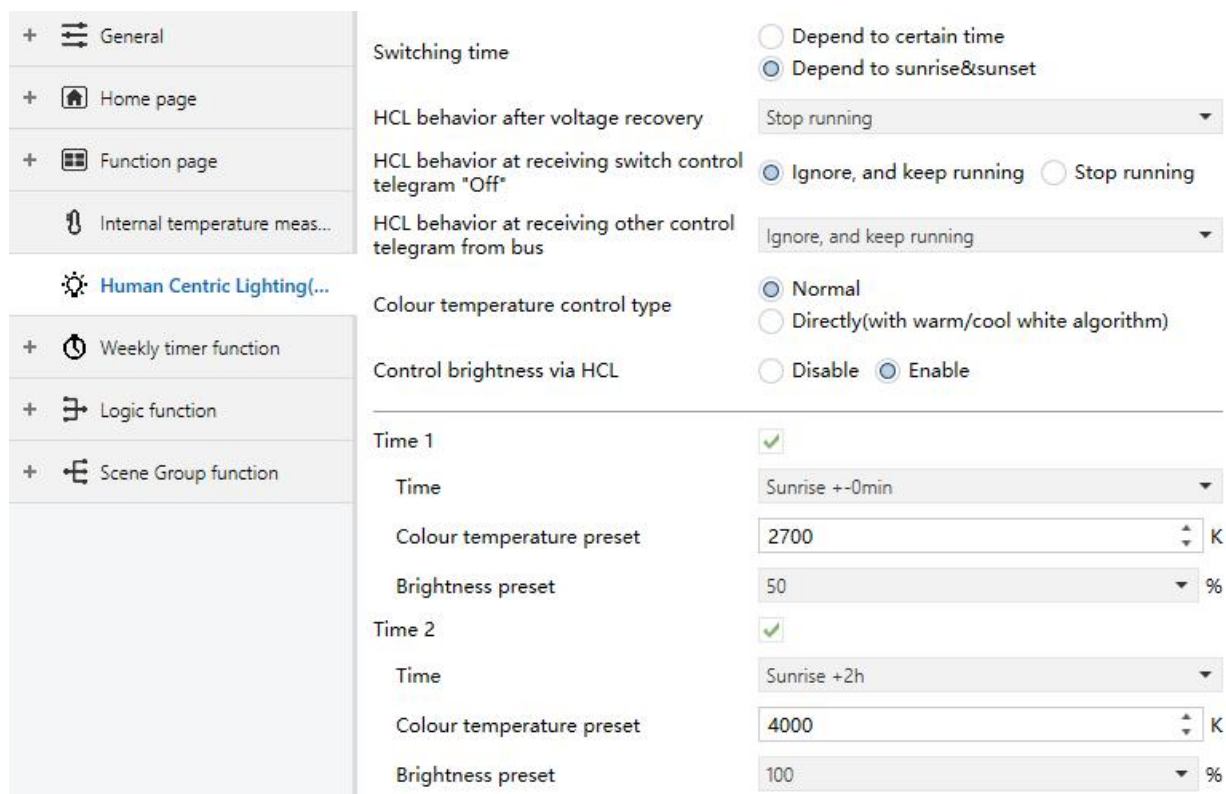 General
Home page
Function page
Internal temperature meas...
Human Centric Lighting(...
Weekly timer function
Logic function
Scene Group function
Switching time
Depend to certain time
Depend to sunrise&sunset
HCL behavior after voltage recovery
Stop running
HCL behavior at receiving switch control
telegram "Off"
Ignore, and keep running
Stop running
HCL behavior at receiving other control
telegram from bus
Ignore, and keep running
Colour temperature control type
Normal
Directly(with warm/cool white algorithm)
Control brightness via HCL
Disable
Enable
Time 1
Time
Sunrise +-0min
Colour temperature preset
2700
K
Brightness preset
50
%
Time 2
Time
Sunrise +2h
Colour temperature preset
4000
K
Brightness preset
100
%